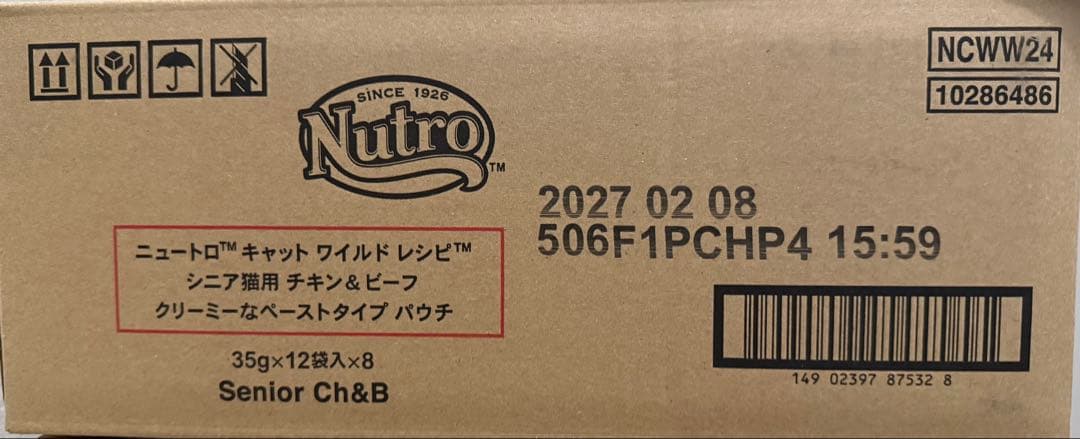 NCWW24
10286486
SiNCE 1926
Nutro™
2027 02 08
506F1PCHP4 15:59
ニュートロ™ キャット ワイルド レシピ™
シニア猫用 チキン&ビーフ
クリーミーなペーストタイプ パウチ
35g×12袋入×8
Senior Ch&B
149 02397 87532 8